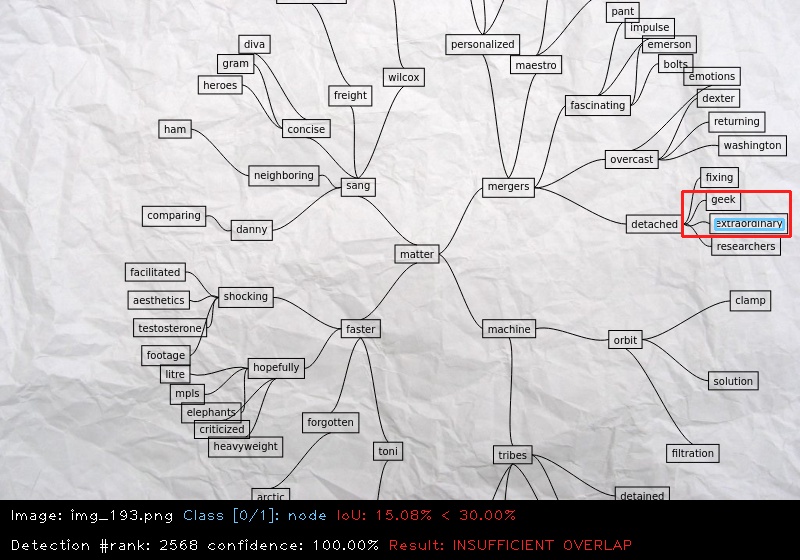 pant
impulse
diva
personalized
emerson
gram
maestro
bolts
wilcox
emotions
heroes
freight
dexter
fascinating
returning
ham
concise
washington
overcast
neighboring
fixing
sang
mergers
geek
comparing
danny
detached
extraordinary
researchers
matter
facilitated
shocking
aesthetics
clamp
testosterone
faster
machine
orbit
footage
litre
hopefully
solution
mpls
elephants
forgotten
criticized
heavyweight
toni
tribes
filtration
arctic
detained
Image: img_193.png Class [0/1]: node IoU: 15.08% < 30.00%
Detection #rank: 2568 confidence: 100.00% Result: INSUFFICIENT OVERLAP